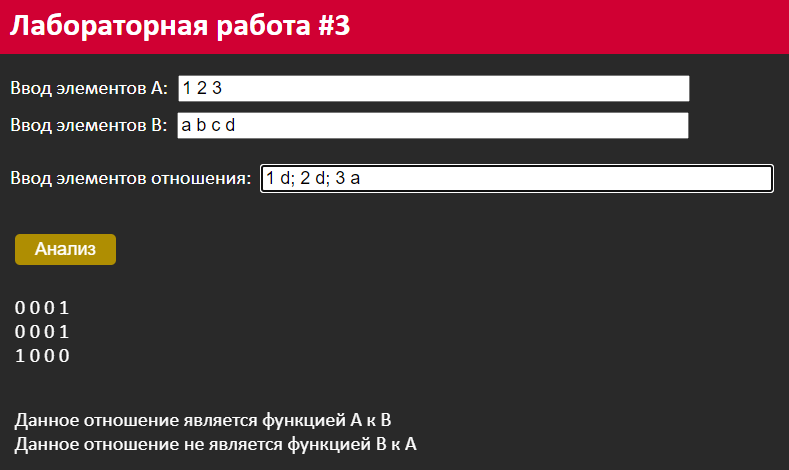 Лабораторная работа #3
Ввод элементов A: 1 2 3
Ввод элементов B: a b c d
Ввод элементов отношения: 1 d; 2 d; 3 a
Анализ
0 0 0 1
0 0 0 1
1 0 0 0
Данное отношение является функцией A к B
Данное отношение не является функцией B к A